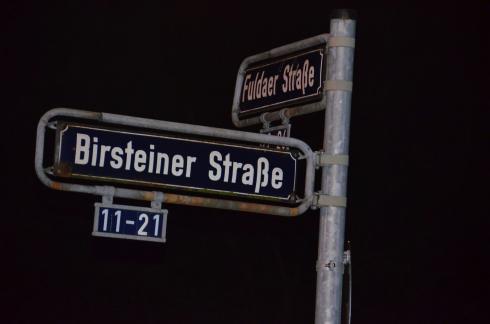 Fuldaer Straße
Birsteiner Straße
11-21